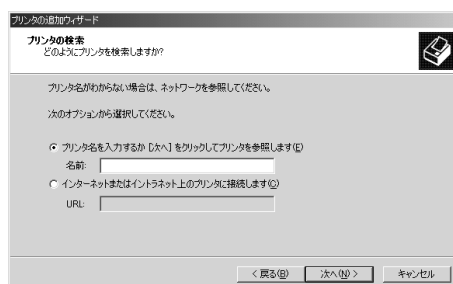 プリンタの追加ウィザード
プリンタの検索
どのようにプリンタを検索しますか?
プリンタ名がわからない場合は、ネットワークを参照してください。
次のオプションから選択してください。
プリンタ名を入力するか [次へ] をクリックしてプリンタを参照します(E)
名前:
インターネットまたはイントラネット上のプリンタに接続します(C)
URL:
< 戻る(B) 次へ(N) > キャンセル